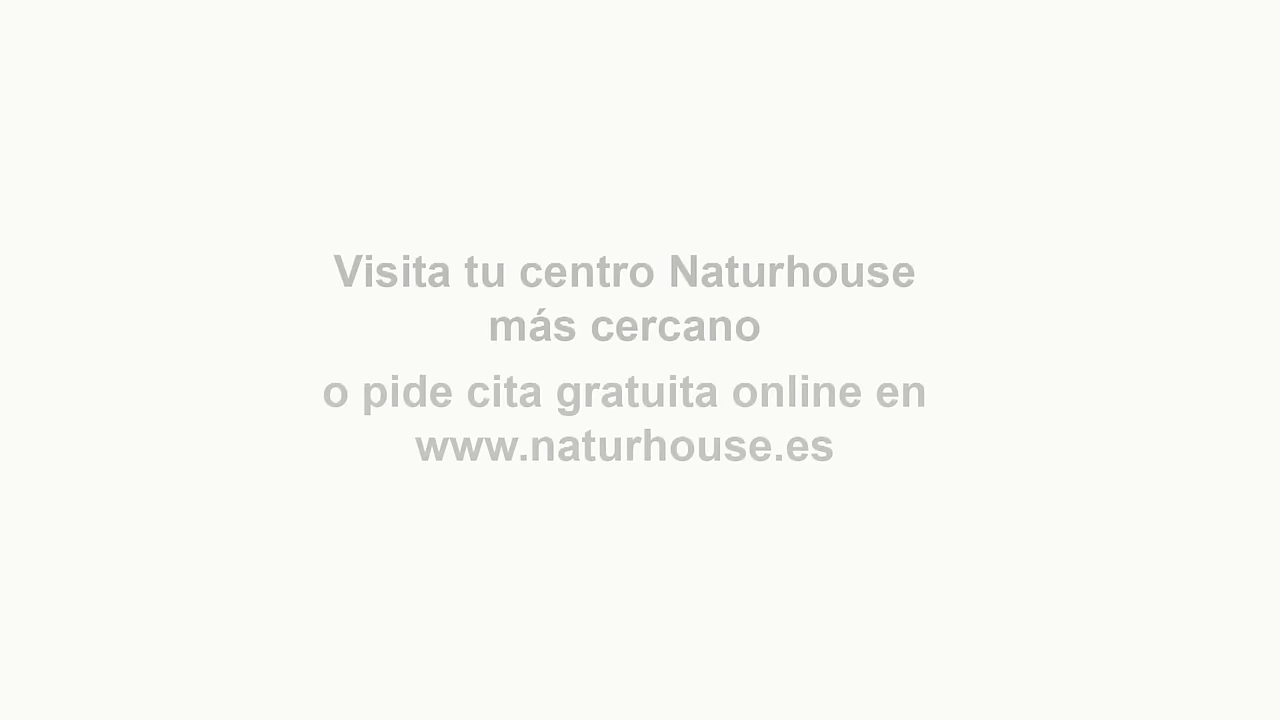 Visita tu centro Naturhouse
más cercano
o pide cita gratuita online en
www.naturhouse.es